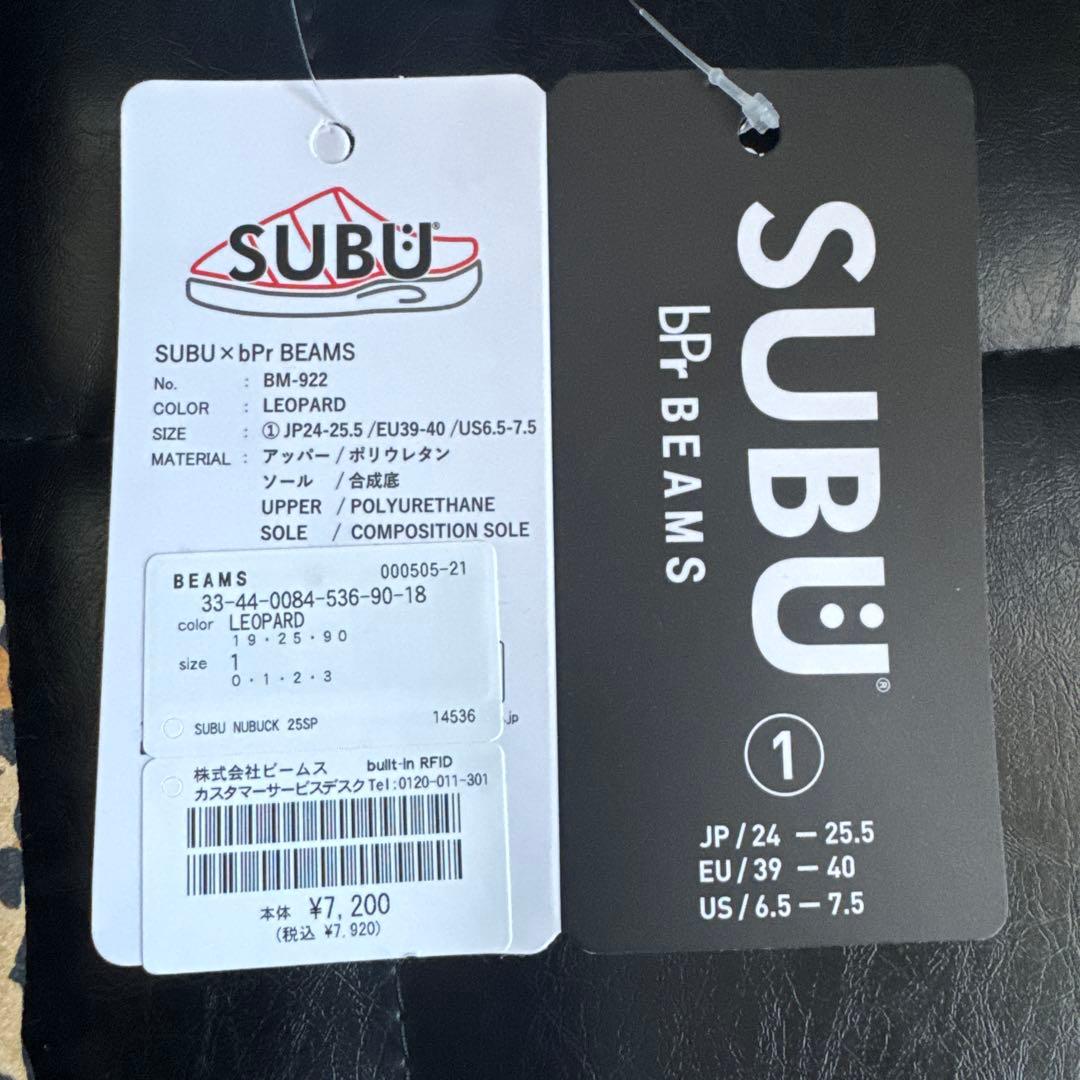 SUBU®
SUBU×bPr BEAMS
No. : BM-922
COLOR : LEOPARD
SIZE : ① JP24-25.5 /EU39-40 /US6.5-7.5
MATERIAL : アッパー / ポリウレタン
ソール / 合成底
UPPER / POLYURETHANE
SOLE / COMPOSITION SOLE
BEAMS 000505-21
33-44-0084-536-90-18
color LEOPARD
19・25・90
size 1
0・1・2・3
SUBU NUBUCK 25SP 14536
.jp
株式会社ビームス built-in RFID
カスタマーサービスデスク Tel:0120-011-301
本体 ¥7,200
(税込 ¥7,920)
SUBU®
bPr BEAMS
①
JP / 24 — 25.5
EU / 39 — 40
US / 6.5 — 7.5